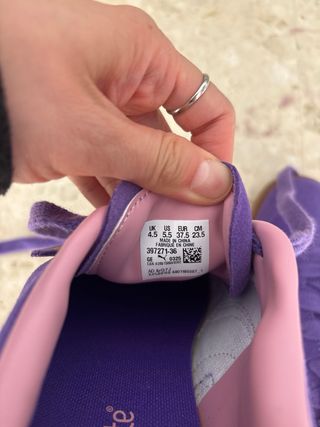 UK US EUR CM
4.5 5.5 37.5 23.5
MADE IN CHINA
FABRIQUÉ EN CHINE
397271-36
0325
te